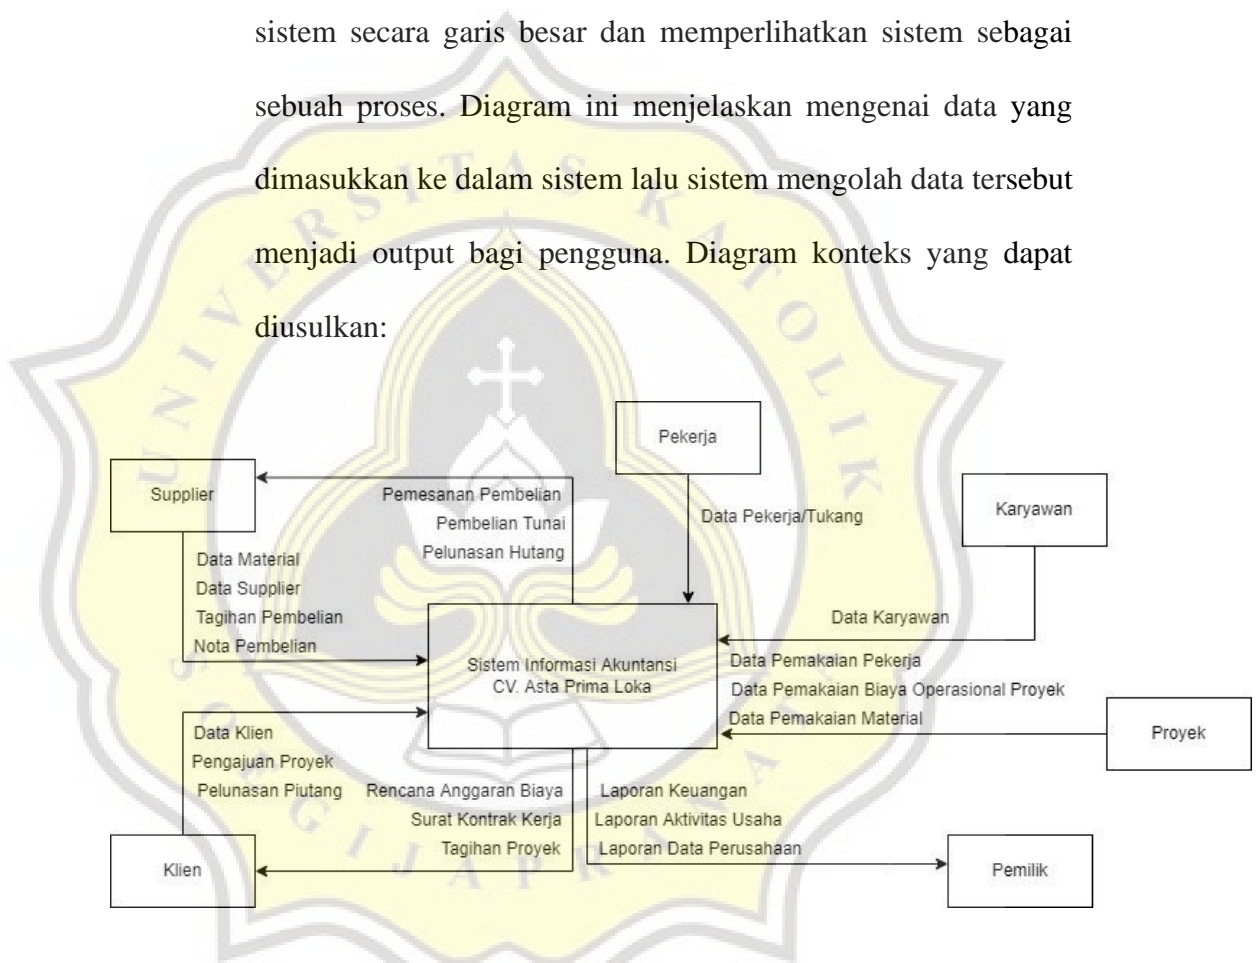 sistem secara garis besar dan memperlihatkan sistem sebagai
sebuah proses. Diagram ini menjelaskan mengenai data yang
dimasukkan ke dalam sistem lalu sistem mengolah data tersebut
menjadi output bagi pengguna. Diagram konteks yang dapat
diusulkan:
UNIVERSITAS KATOLIK
SOEGIJAPRANATA
Pekerja
Supplier
Pemesanan Pembelian
Pembelian Tunai
Pelunasan Hutang
Data Pekerja/Tukang
Karyawan
Data Material
Data Supplier
Tagihan Pembelian
Nota Pembelian
Data Karyawan
Sistem Informasi Akuntansi
CV. Asta Prima Loka
Data Pemakaian Pekerja
Data Pemakaian Biaya Operasional Proyek
Data Pemakaian Material
Proyek
Data Klien
Pengajuan Proyek
Pelunasan Piutang
Rencana Anggaran Biaya
Surat Kontrak Kerja
Tagihan Proyek
Laporan Keuangan
Laporan Aktivitas Usaha
Laporan Data Perusahaan
Klien
Pemilik